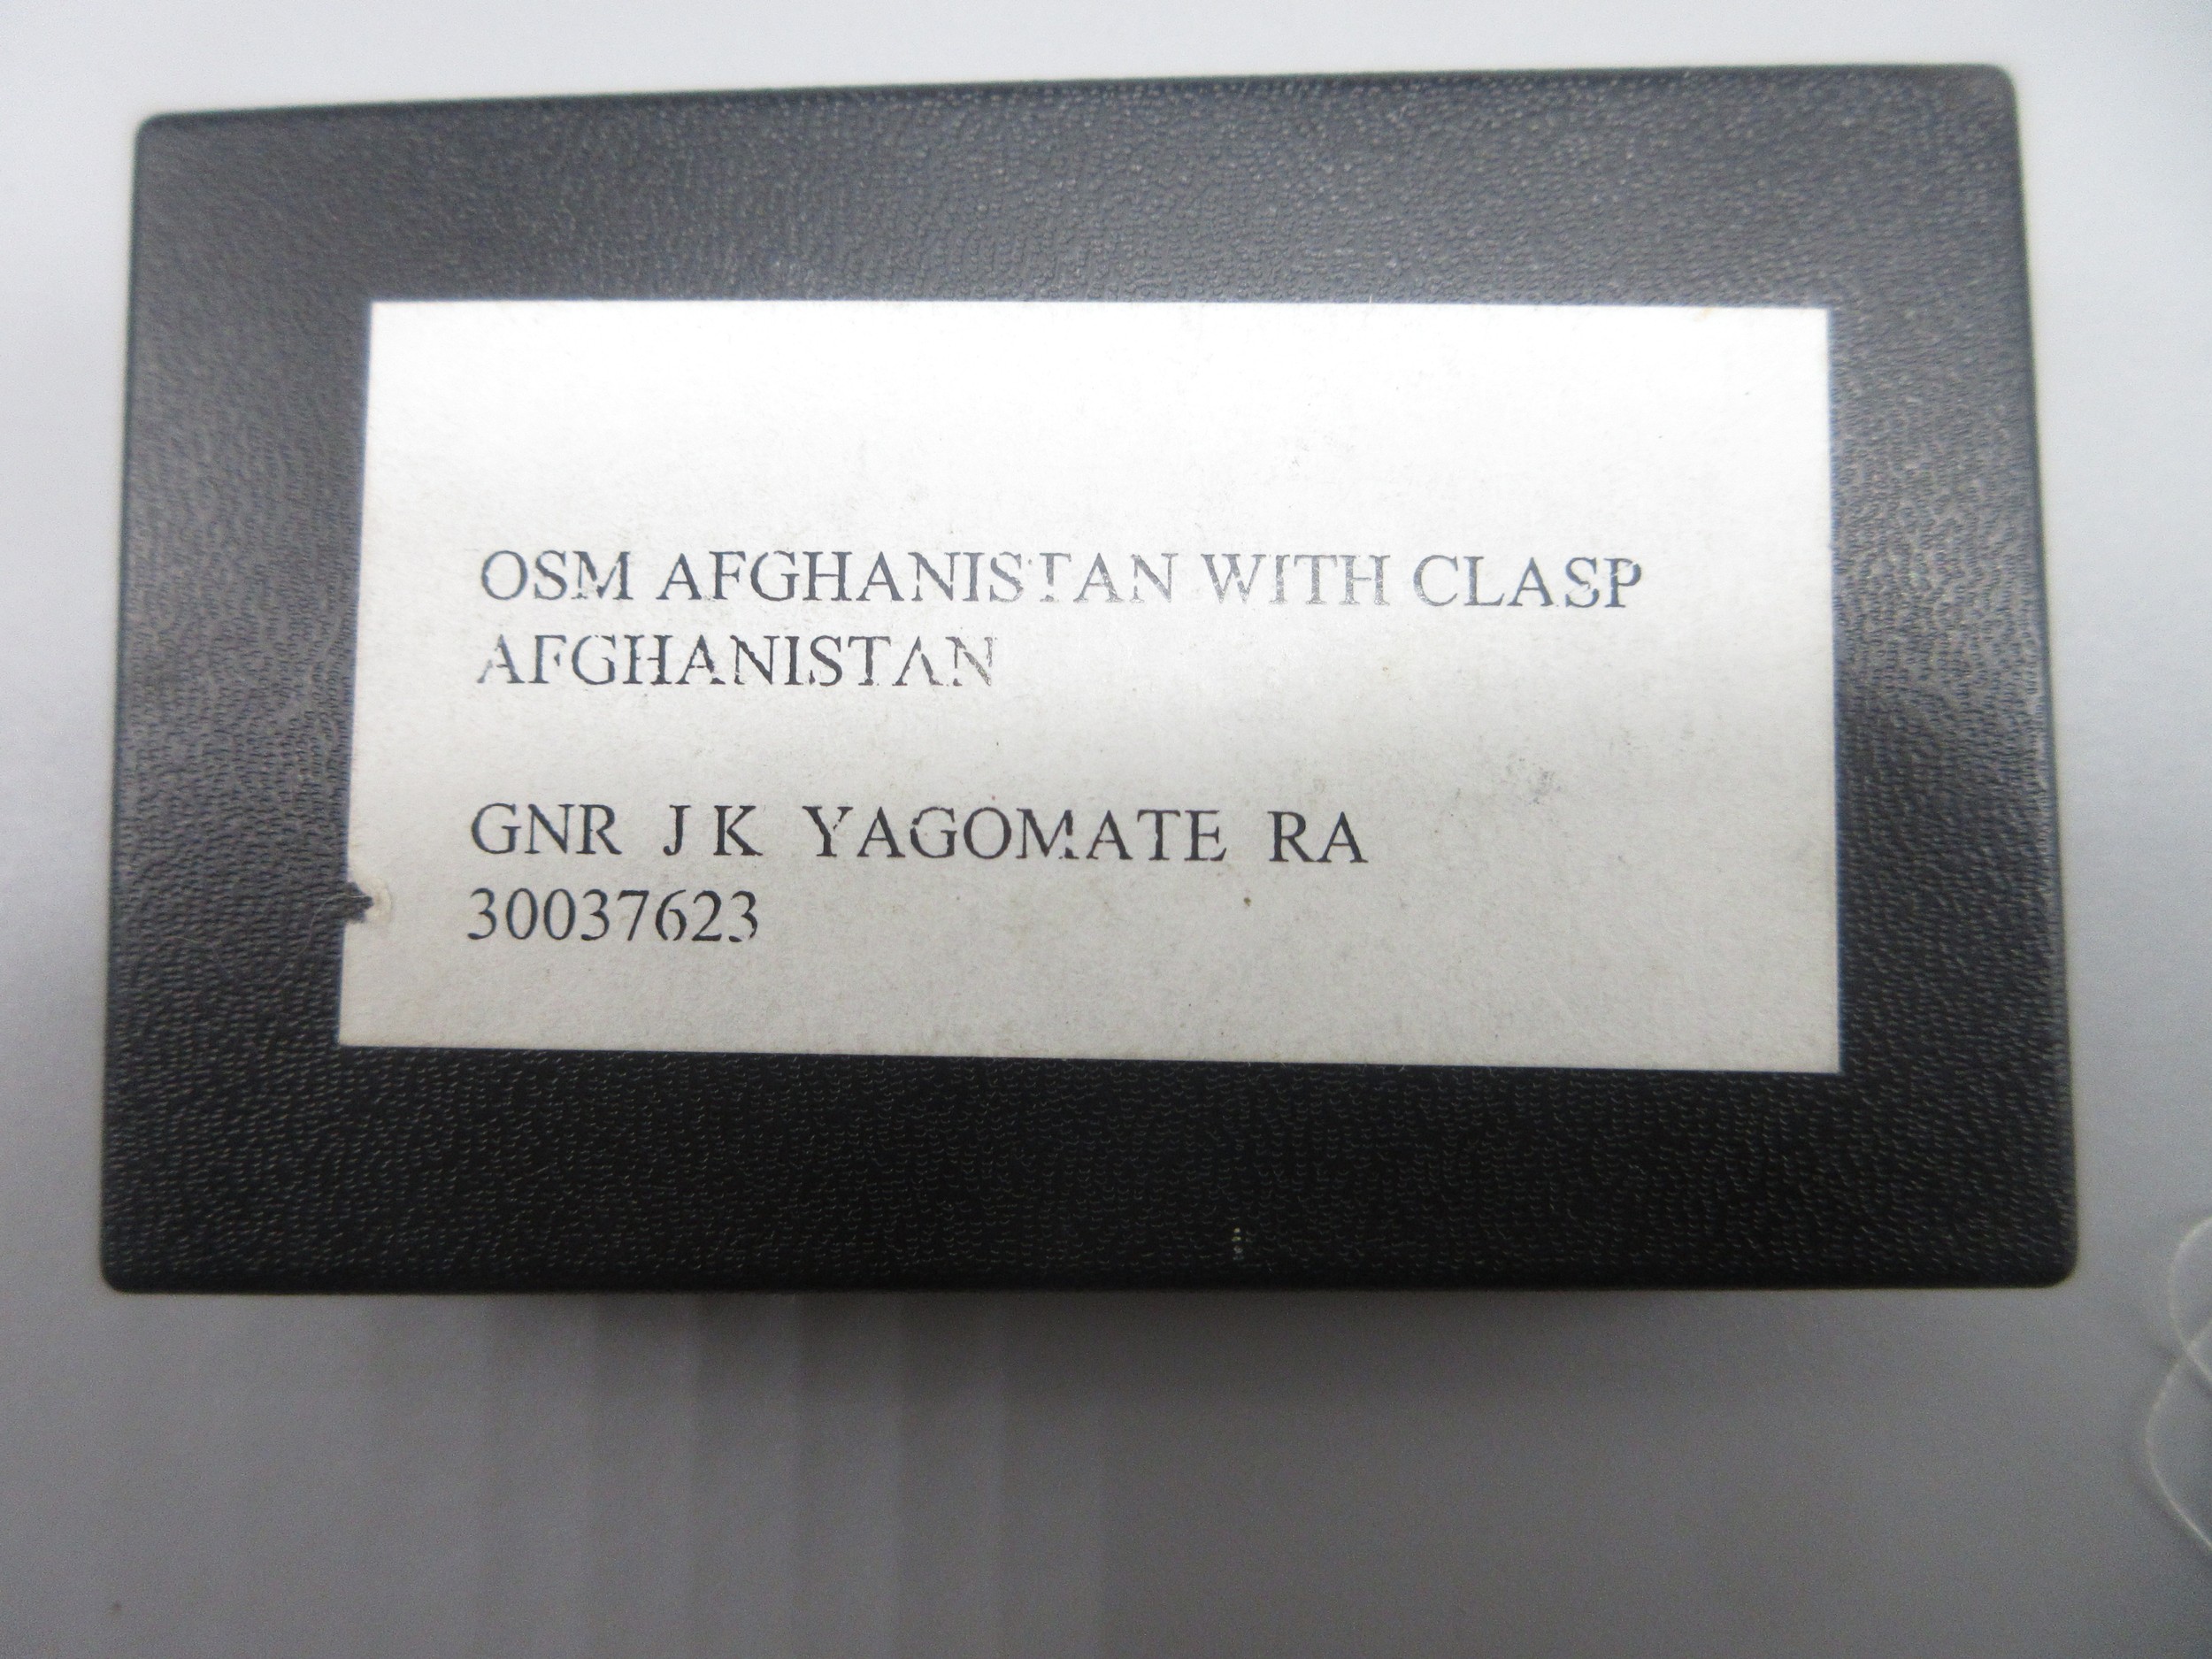 OSM AFGHANISTAN WITH CLASP
AFGHANISTAN
GNR J K YAGOMATE RA
30037623